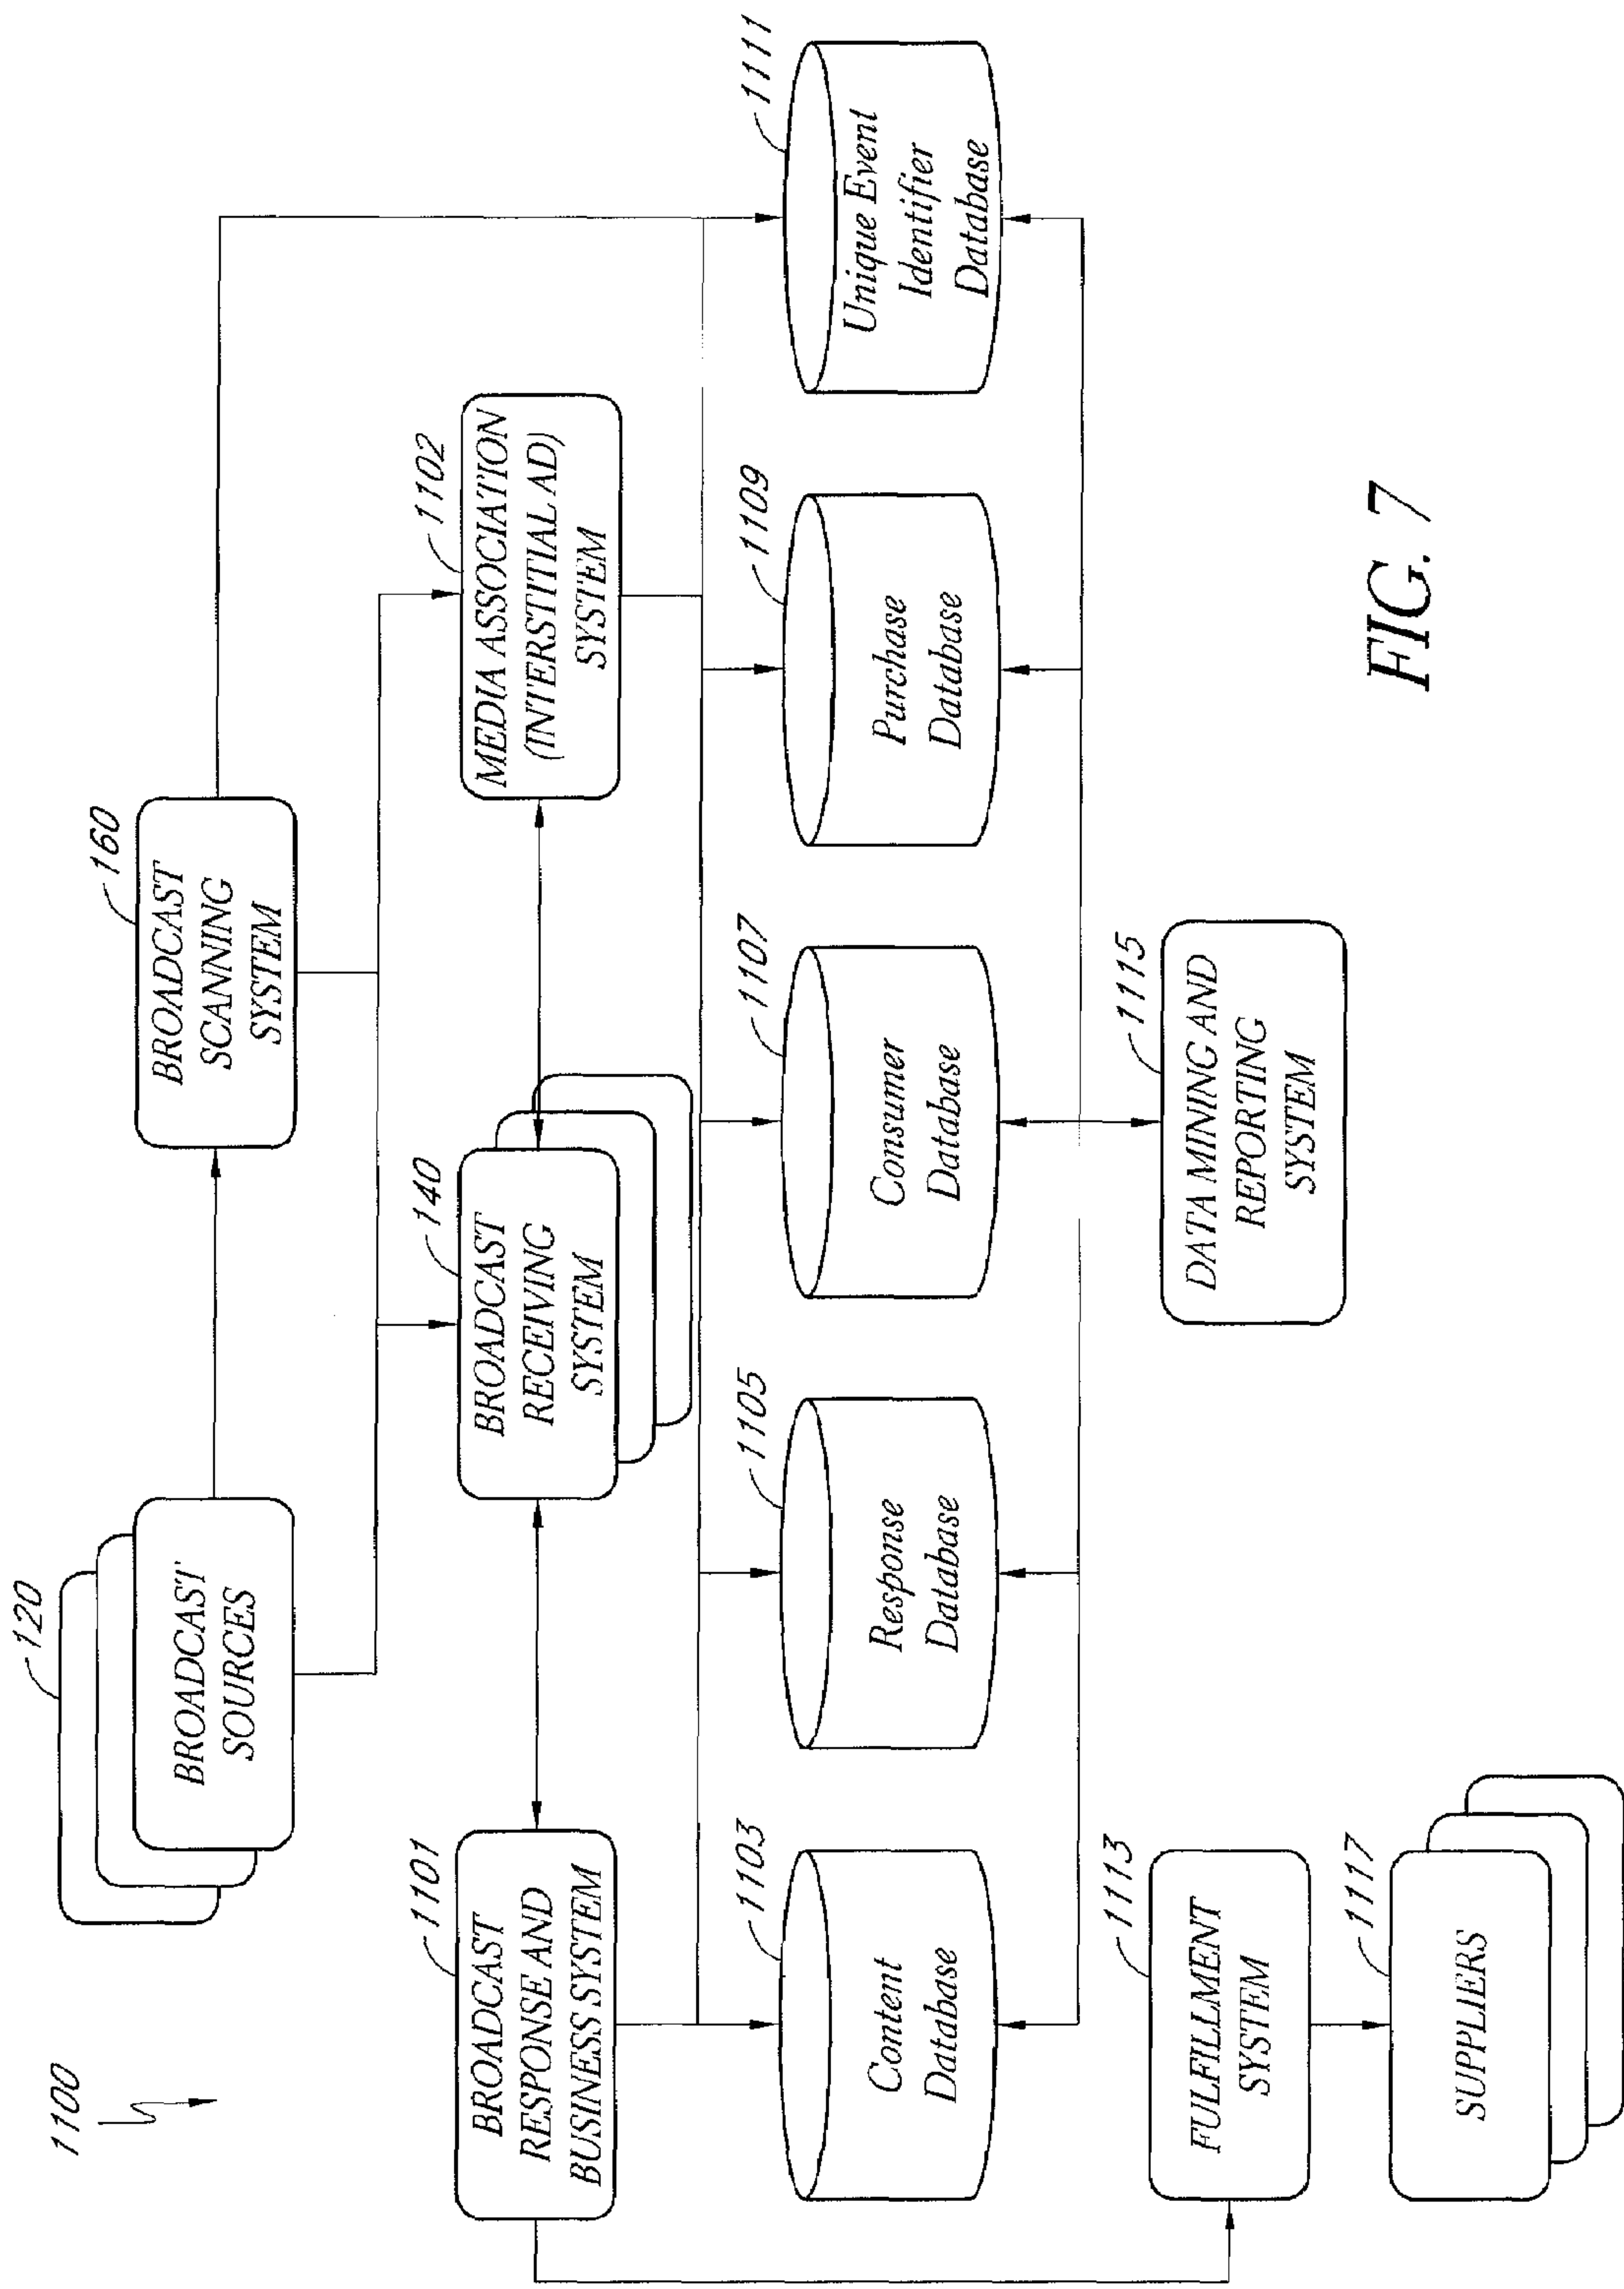 1100
120
BROADCAST
SOURCES
160
BROADCAST
SCANNING
SYSTEM
1101
BROADCAST
RESPONSE AND
BUSINESS SYSTEM
140
BROADCAST
RECEIVING
SYSTEM
1102
MEDIA ASSOCIATION
(INTERSTITIAL AD)
SYSTEM
1103
Content
Database
1105
Response
Database
1107
Consumer
Database
1109
Purchase
Database
1111
Unique Event
Identifier
Database
1113
FULFILLMENT
SYSTEM
1115
DATA MINING AND
REPORTING
SYSTEM
1117
SUPPLIERS
FIG. 7